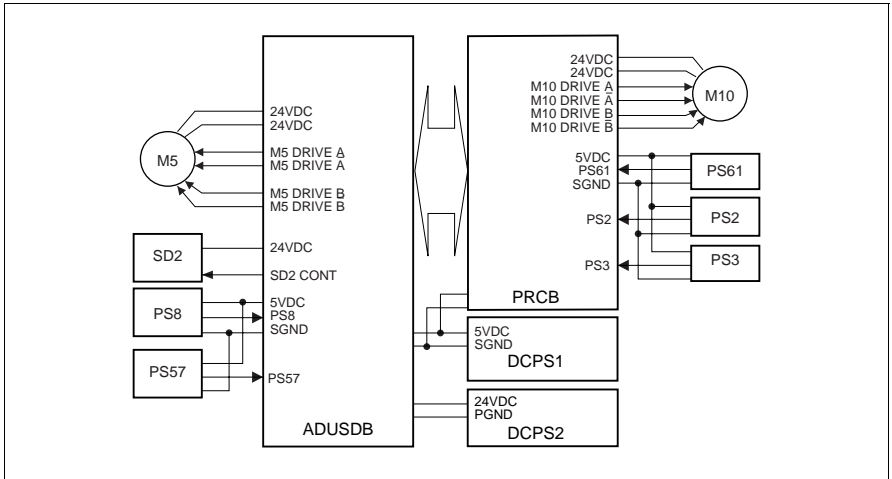 24VDC
24VDC
M5 DRIVE A
M5 DRIVE A
M5 DRIVE B
M5 DRIVE B
M5
24VDC
SD2 CONT
SD2
5VDC
PS8
SGND
PS8
PS57
PS57
ADUSDB
24VDC
24VDC
M10 DRIVE A
M10 DRIVE A̅
M10 DRIVE B
M10 DRIVE B̅
M10
5VDC
PS61
SGND
PS61
PS2
PS2
PS3
PS3
PRCB
5VDC
SGND
DCPS1
24VDC
PGND
DCPS2